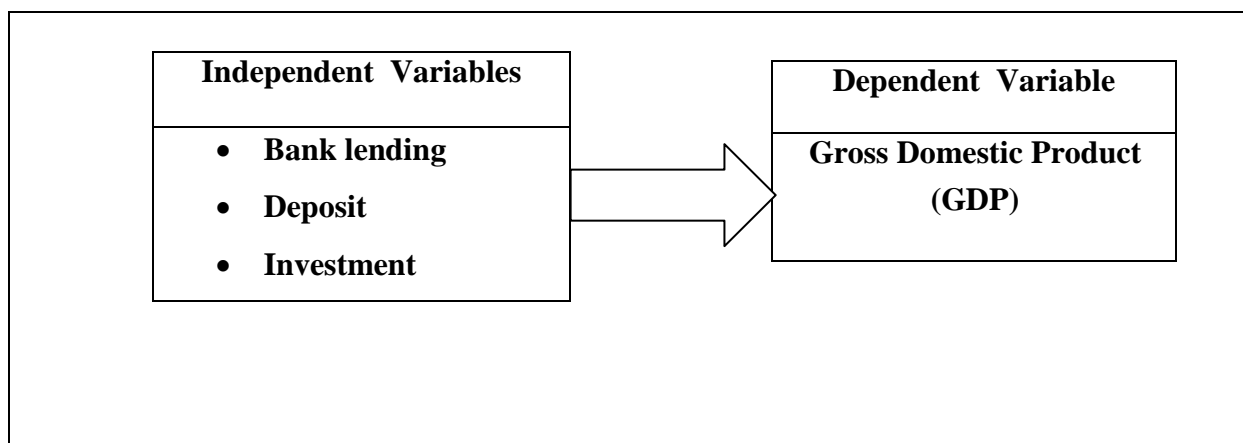 Independent Variables
• Bank lending
• Deposit
• Investment
Dependent Variable
Gross Domestic Product
(GDP)